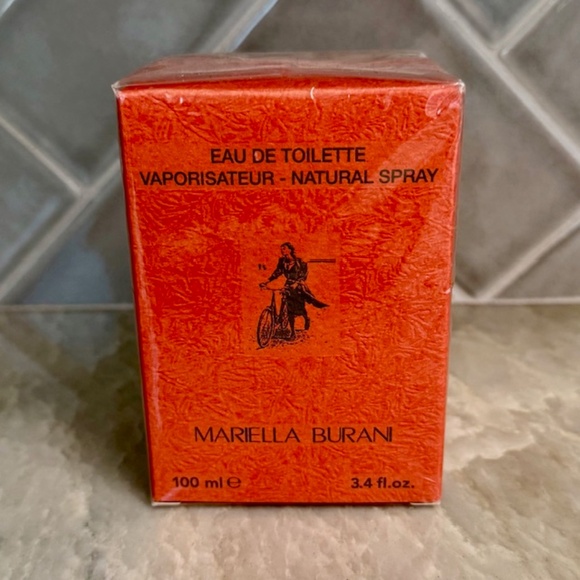 EAU DE TOILETTE
VAPORISATEUR - NATURAL SPRAY
MARIELLA BURANI
100 ml ℮
3.4 fl.oz.